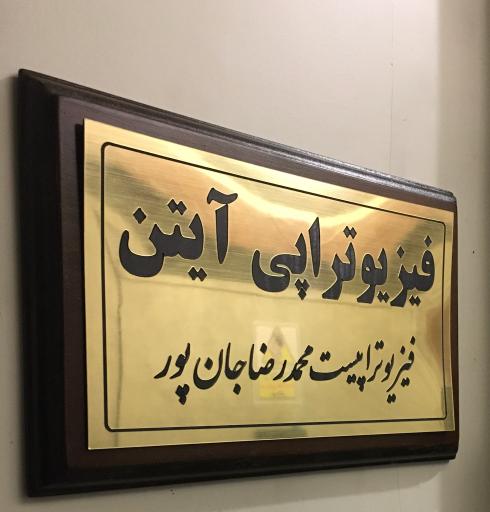 فیزیوتراپی آیتن
فیزیوتراپیست محمدرضا جان پور